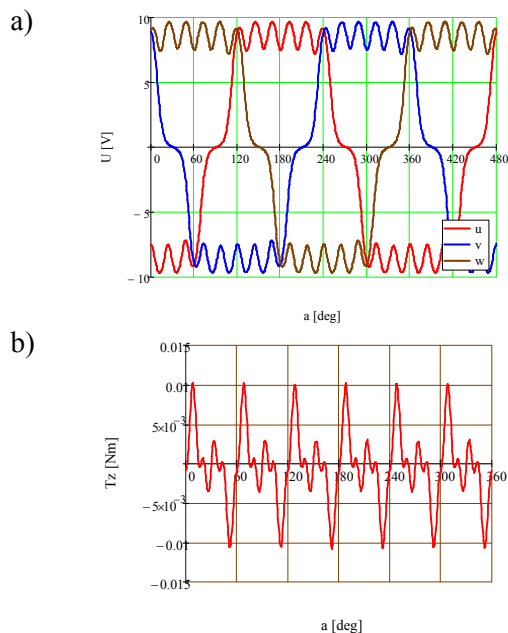 a)
10
5
0 60 120 180 240 300 360 420 480
− 5
− 10
U [V]
u
v
w
a [deg]
b)
0.015
0.01
5×10⁻³
0 60 120 180 240 300 360
− 5×10⁻³
− 0.01
− 0.015
Tz [Nm]
a [deg]